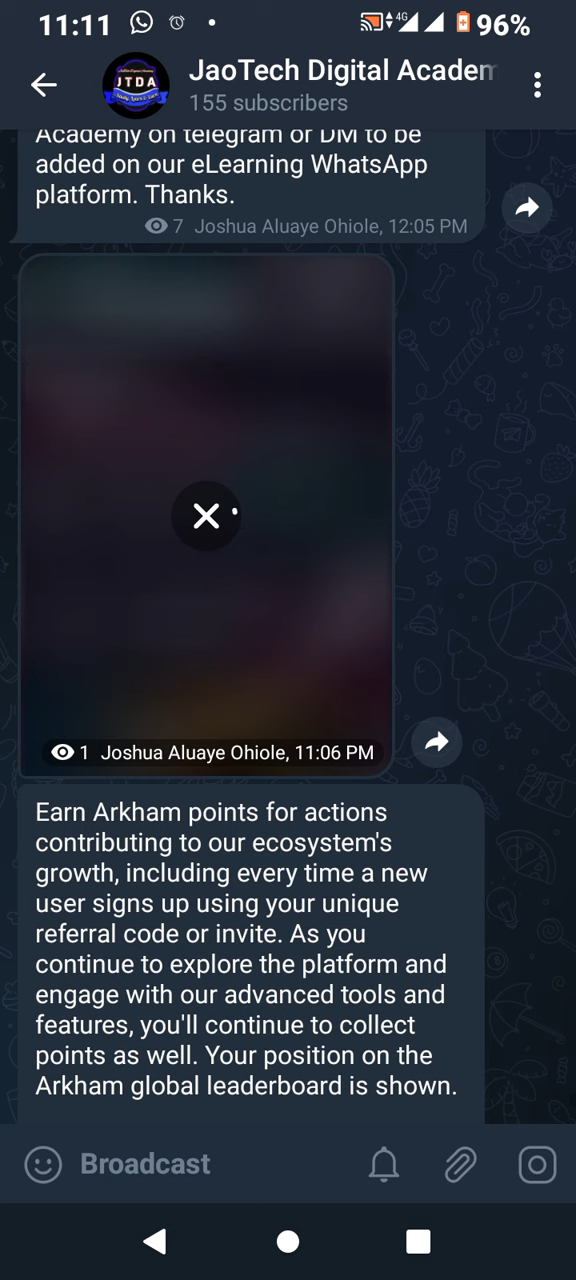 11:11
4G
96%
JaoTech Digital Academ
JTDA
155 subscribers
Academy on telegram or DM to be
added on our eLearning WhatsApp
platform. Thanks.
7 Joshua Aluaye Ohiole, 12:05 PM
1 Joshua Aluaye Ohiole, 11:06 PM
Earn Arkham points for actions
contributing to our ecosystem's
growth, including every time a new
user signs up using your unique
referral code or invite. As you
continue to explore the platform and
engage with our advanced tools and
features, you'll continue to collect
points as well. Your position on the
Arkham global leaderboard is shown.
Broadcast